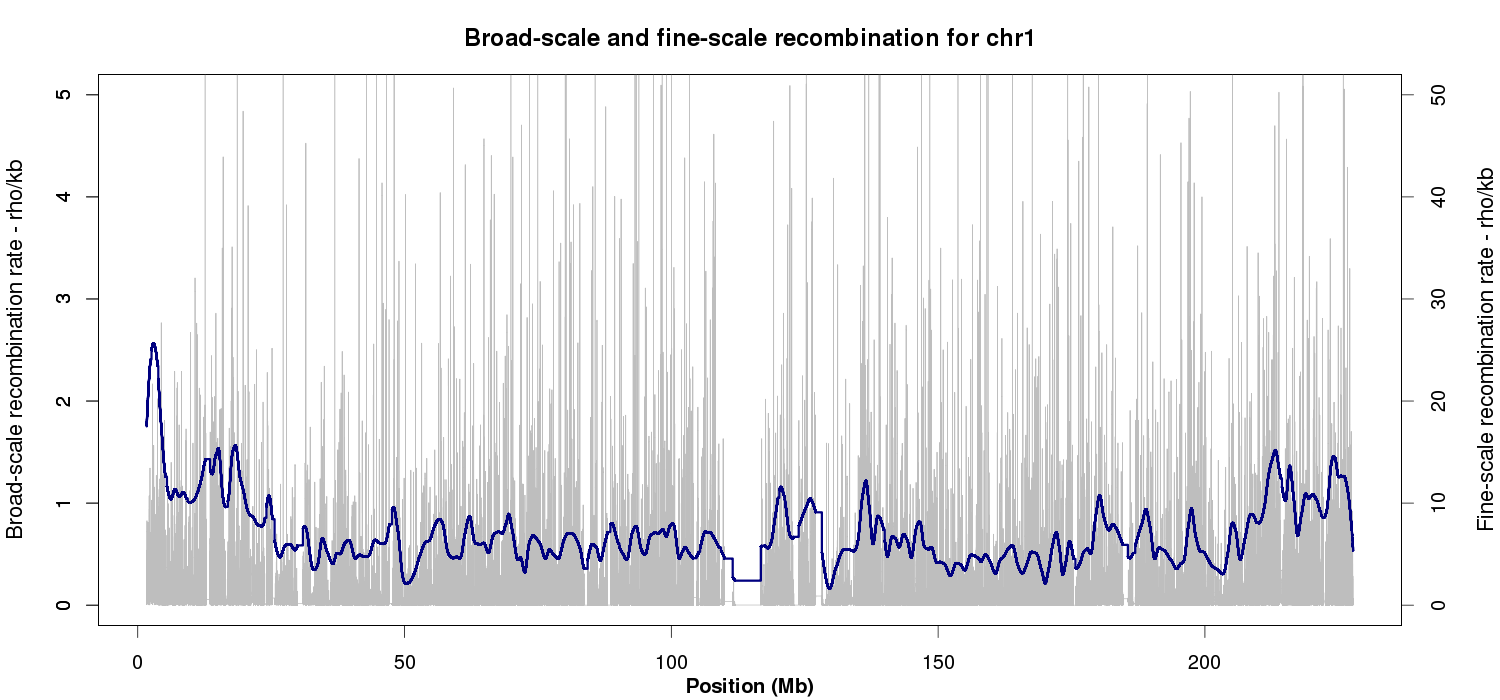 Broad-scale and fine-scale recombination for chr1
Broad-scale recombination rate - rho/kb
5
4
3
2
1
0
50
40
30
20
10
0
Fine-scale recombination rate - rho/kb
0 50 100 150 200
Position (Mb)